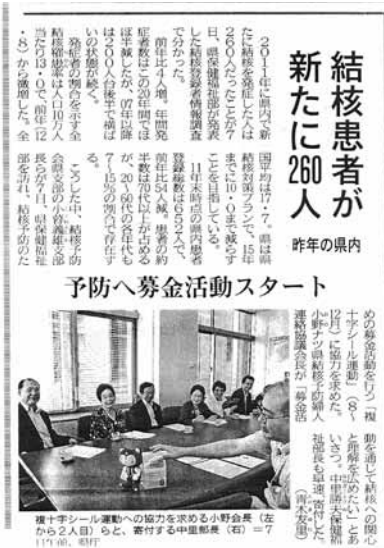 結核患者が
新たに260人
昨年の県内
２０１１年に県内で新
たに結核を発症した人は
２６０人だったことが７
日、県保健福祉部が発表
した結核登録者情報調査
で分かった。
前年比４人増。年間発
症者数はこの20年間でほ
ぼ半減したが、07年以降
は２００人台後半で横ば
いの状態が続く。
発症者の割合を示す全
結核罹患率は人口10万人
当たり13・０で、前年（12
・８）から微増した。全
国平均は17・７。県は県
結核対策プランで、15年
までに10・６まで減らす
ことを目指している。
11年末時点の県内患者
登録総数は６５２人で、
前年比54人減。患者の約
半数は70代以上が占める
が、20～60代の各年代も
７～15％の割合で存在す
る。
こうした中、結核予防
会県支部の小菅義雄支部
長らが７日、県保健福祉
部を訪れ、結核予防のた
予防へ募金活動スタート
めの募金活動を行う「複
十字シール運動」（８～
12月）に協力を求めた。
小野ナツ県結核予防婦人
連絡協議会長が「募金活
動を通して結核への関心
と理解を広めたい」とあ
いさつ。中里勝夫保健福
祉部長も早速、寄付した。
（青木友里）
複十字シール運動への協力を求める小野会長（左
から２人目）らと、寄付する中里部長（右）＝７